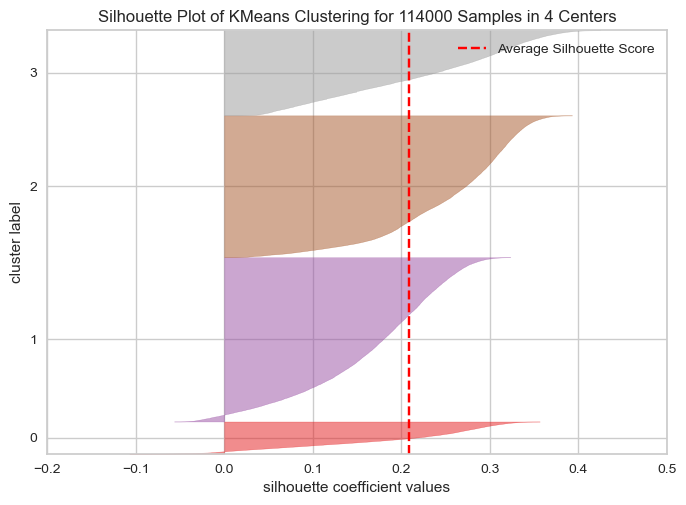 Silhouette Plot of KMeans Clustering for 114000 Samples in 4 Centers
Average Silhouette Score
cluster label
3
2
1
0
−0.2 −0.1 0.0 0.1 0.2 0.3 0.4 0.5
silhouette coefficient values